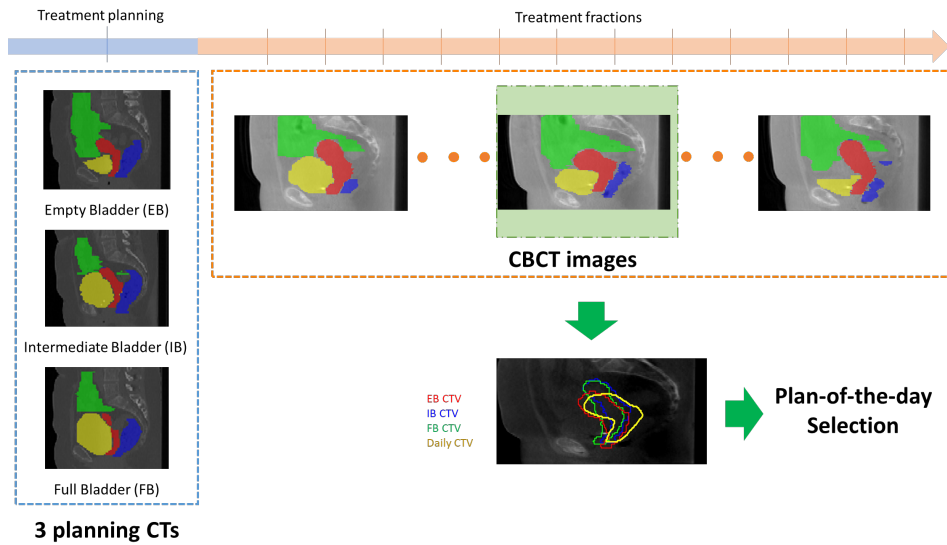 Treatment planning
Treatment fractions
Empty Bladder (EB)
Intermediate Bladder (IB)
Full Bladder (FB)
3 planning CTs
CBCT images
EB CTV
IB CTV
FB CTV
Daily CTV
Plan-of-the-day
Selection